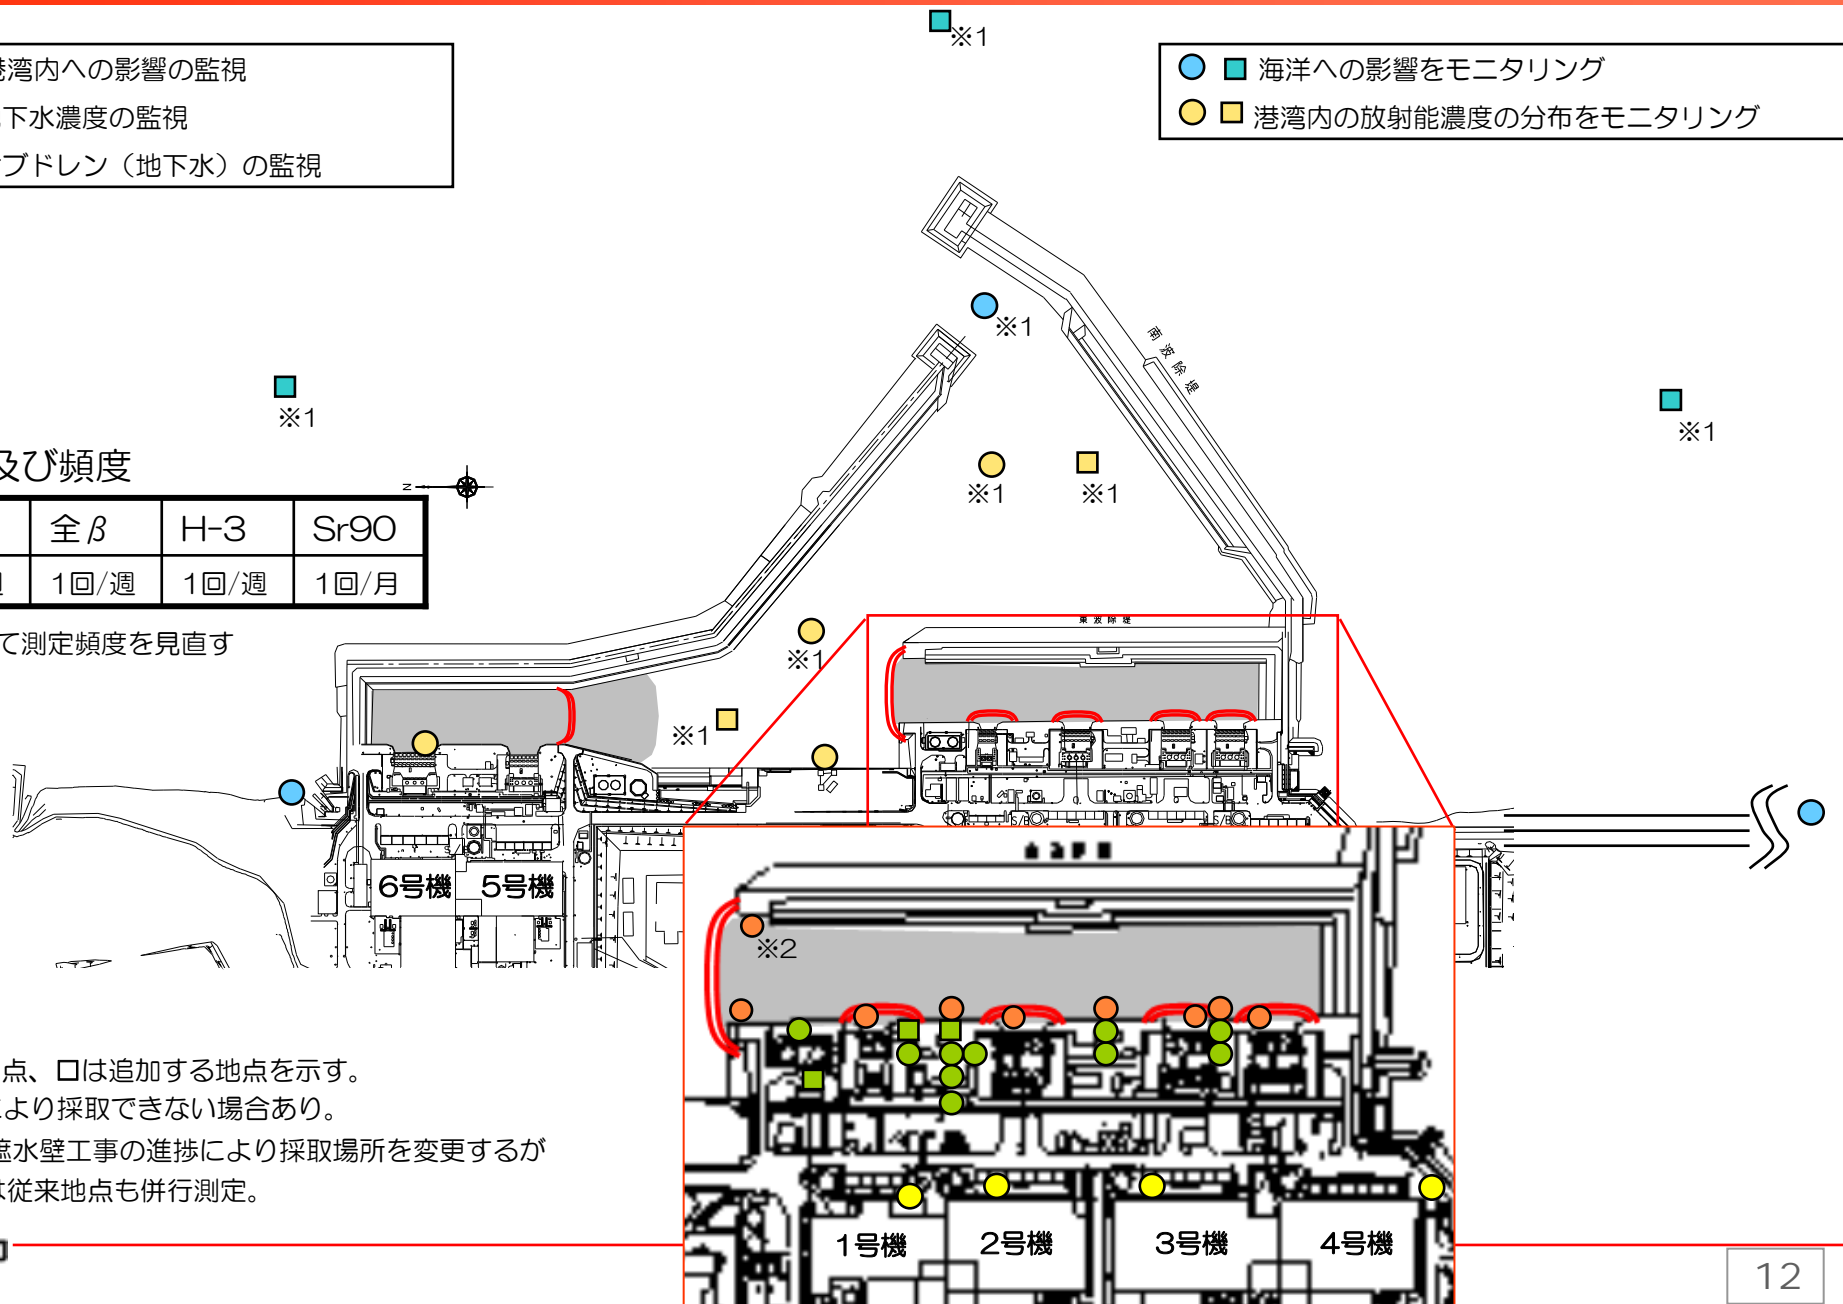 ※1
湾内への影響の監視
下水濃度の監視
ブドレン（地下水）の監視
海洋への影響をモニタリング
港湾内の放射能濃度の分布をモニタリング
※1
南波除堤
※1
※1
及び頻度
N
※1
※1
全β H-3 Sr90
1回/週 1回/週 1回/月
て測定頻度を見直す
東波除堤
※1
※1
S/B
S/B
6号機 5号機
※2
点、□は追加する地点を示す。
より採取できない場合あり。
遮水壁工事の進捗により採取場所を変更するが
は従来地点も併行測定。
1号機 2号機 3号機 4号機
12